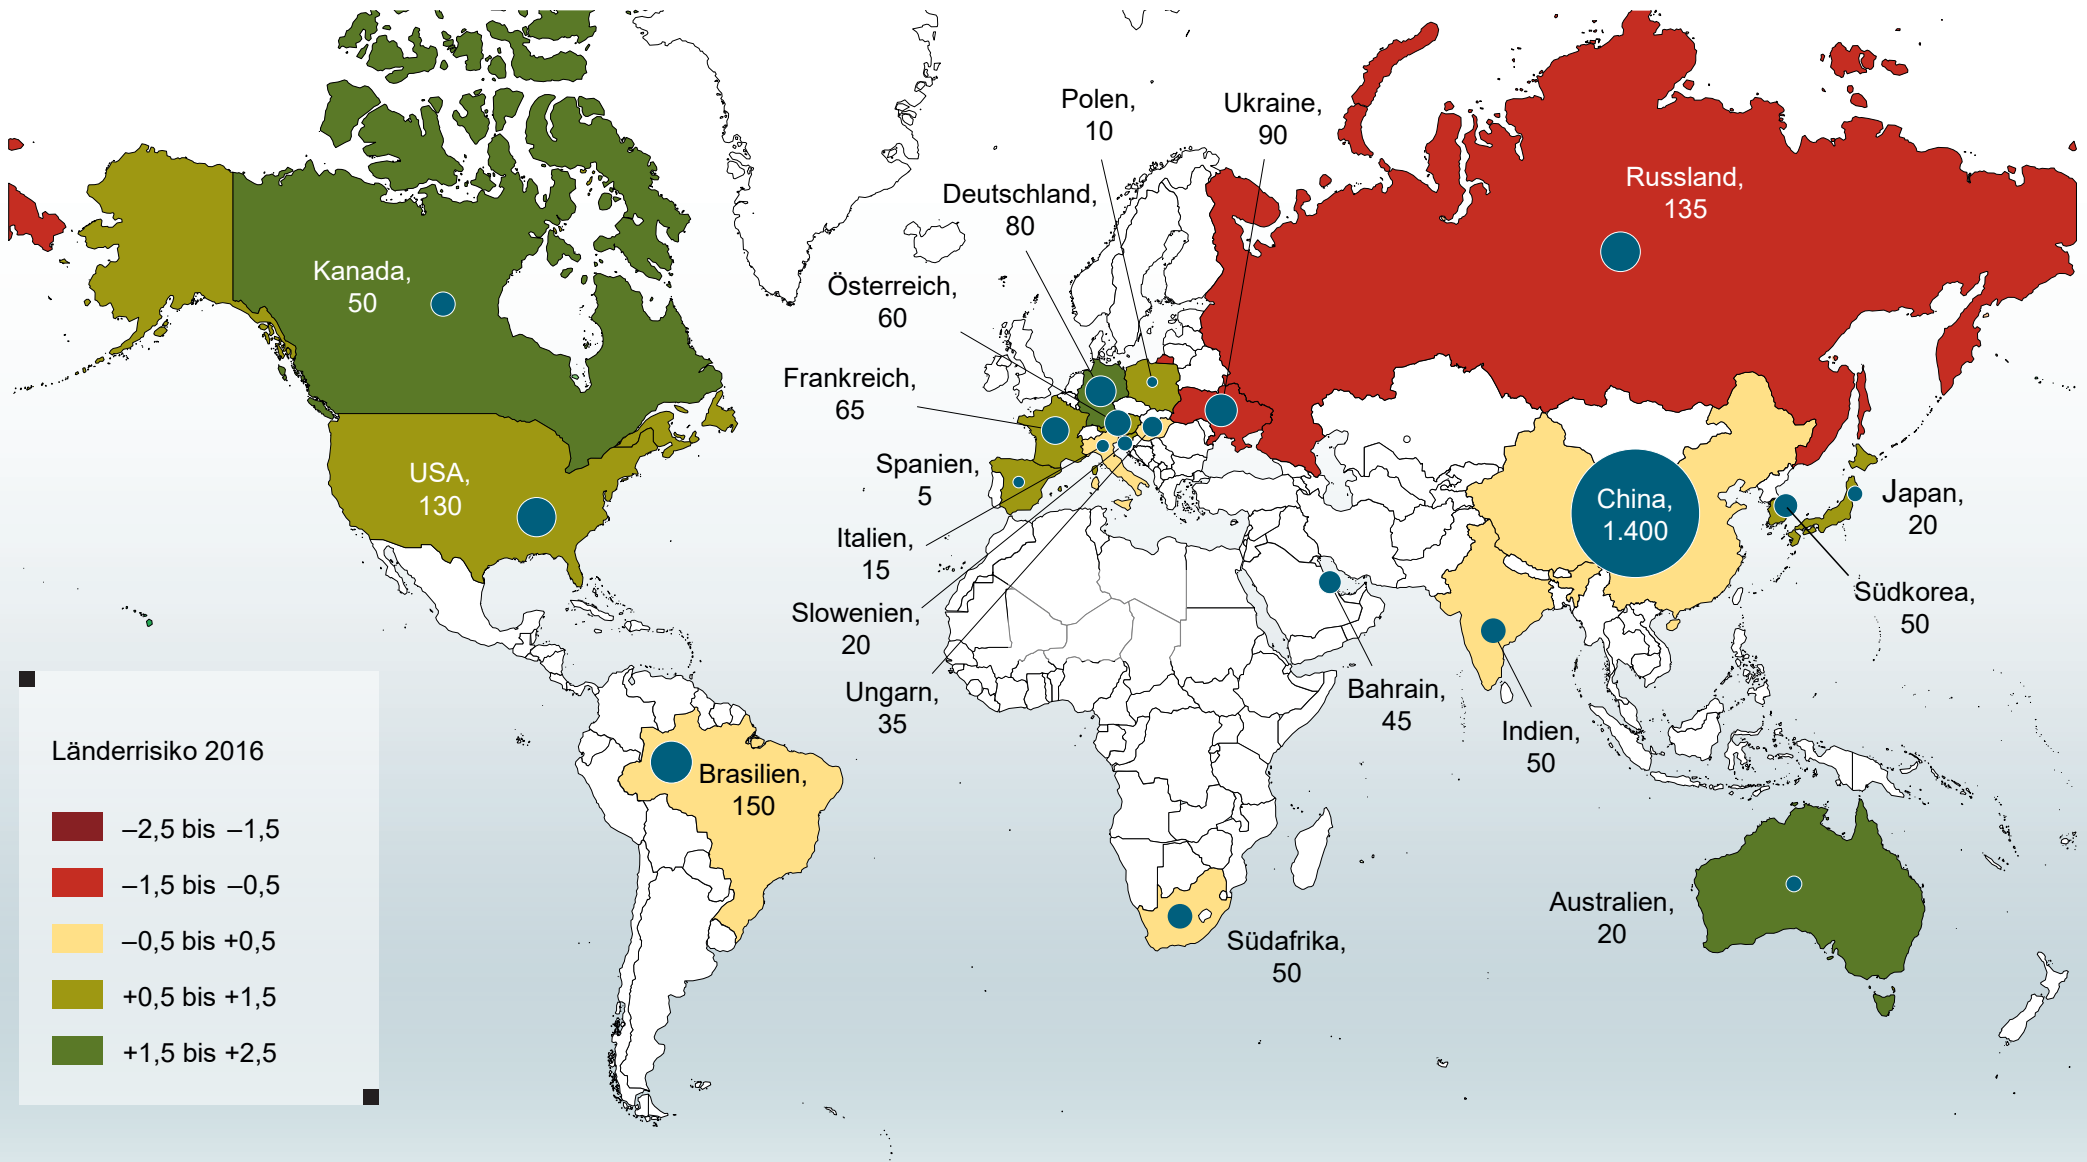 Polen,
10
Ukraine,
90
Russland,
135
Deutschland,
80
Kanada,
50
Österreich,
60
Frankreich,
65
USA,
130
Spanien,
5
China,
1.400
Japan,
20
Italien,
15
Südkorea,
50
Slowenien,
20
Ungarn,
35
Bahrain,
45
Indien,
50
Brasilien,
150
Australien,
20
Südafrika,
50
Länderrisiko 2016
–2,5 bis –1,5
–1,5 bis –0,5
–0,5 bis +0,5
+0,5 bis +1,5
+1,5 bis +2,5